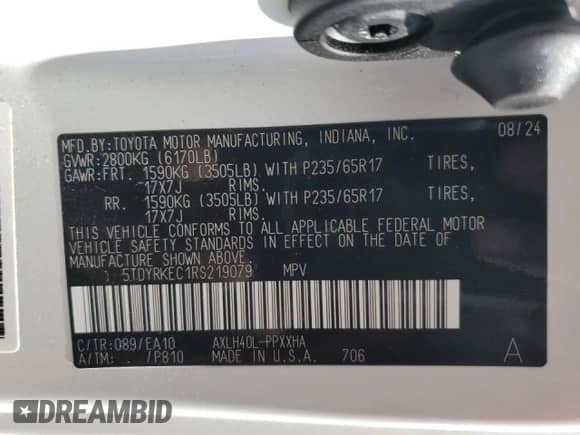 MFD.BY:TOYOTA MOTOR MANUFACTURING, INDIANA, INC. 08/24
GVWR:2800KG (6170LB)
GAWR:FRT. 1590KG (3505LB) WITH P235/65R17 TIRES,
17X7J RIMS.
RR. 1590KG (3505LB) WITH P235/65R17 TIRES,
17X7J RIMS.
THIS VEHICLE CONFORMS TO ALL APPLICABLE FEDERAL MOTOR
VEHICLE SAFETY STANDARDS IN EFFECT ON THE DATE OF
MANUFACTURE SHOWN ABOVE.
5TDYRKEC1RS219079 MPV
C/TR:089/EA10 AXLH40L-PPXXHA
A/TM: /P810 MADE IN U.S.A. 706 A
DREAMBID